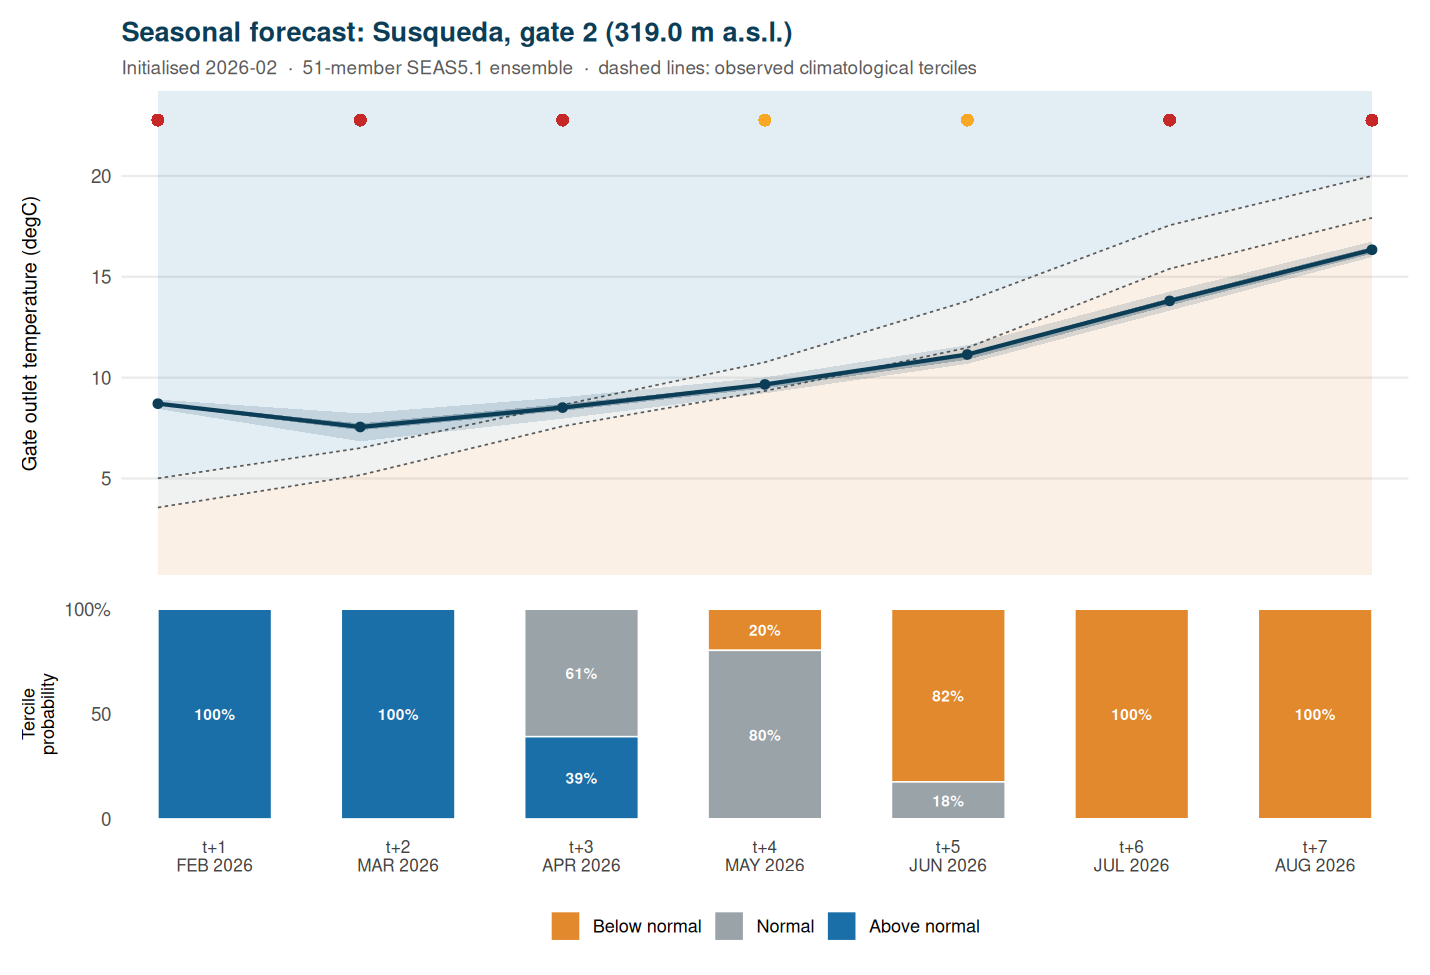 Seasonal forecast: Susqueda, gate 2 (319.0 m a.s.l.)
Initialised 2026-02 · 51-member SEAS5.1 ensemble · dashed lines: observed climatological terciles
Gate outlet temperature (degC)
20
15
10
5
Tercile
probability
100%
50
0
100%
100%
61%
39%
20%
80%
82%
18%
100%
100%
t+1
FEB 2026
t+2
MAR 2026
t+3
APR 2026
t+4
MAY 2026
t+5
JUN 2026
t+6
JUL 2026
t+7
AUG 2026
Below normal
Normal
Above normal